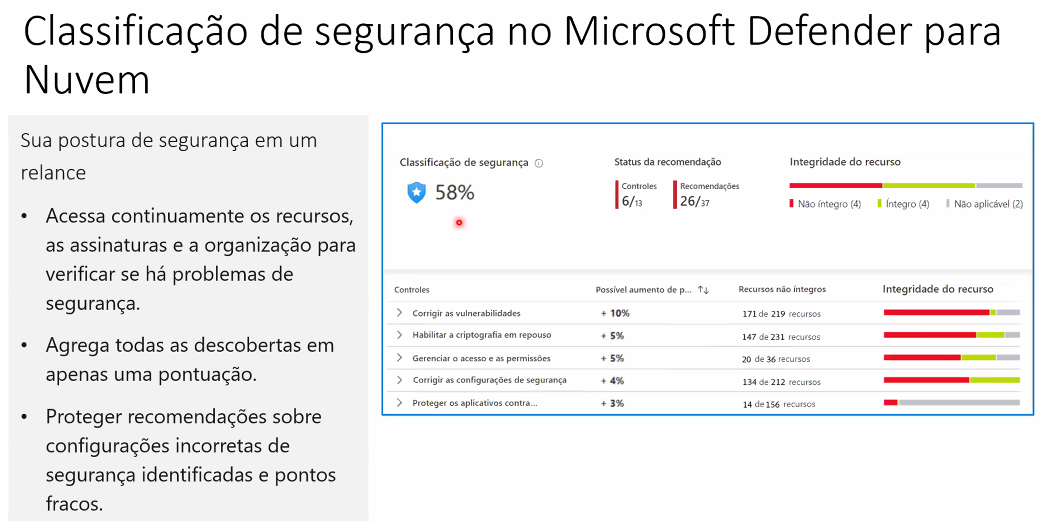 Classificação de segurança no Microsoft Defender para
Nuvem
Sua postura de segurança em um
relance
• Acessa continuamente os recursos,
as assinaturas e a organização para
verificar se há problemas de
segurança.
• Agrega todas as descobertas em
apenas uma pontuação.
• Proteger recomendações sobre
configurações incorretas de
segurança identificadas e pontos
fracos.
Classificação de segurança
58%
Status da recomendação
Controles
6/13
Recomendações
26/37
Integridade do recurso
Não íntegro (4) Íntegro (4) Não aplicável (2)
Controles Possível aumento de p... ↑↓ Recursos não íntegros Integridade do recurso
> Corrigir as vulnerabilidades + 10% 171 de 219 recursos
> Habilitar a criptografia em repouso + 5% 147 de 231 recursos
> Gerenciar o acesso e as permissões + 5% 20 de 36 recursos
> Corrigir as configurações de segurança + 4% 134 de 212 recursos
> Proteger os aplicativos contra... + 3% 14 de 156 recursos